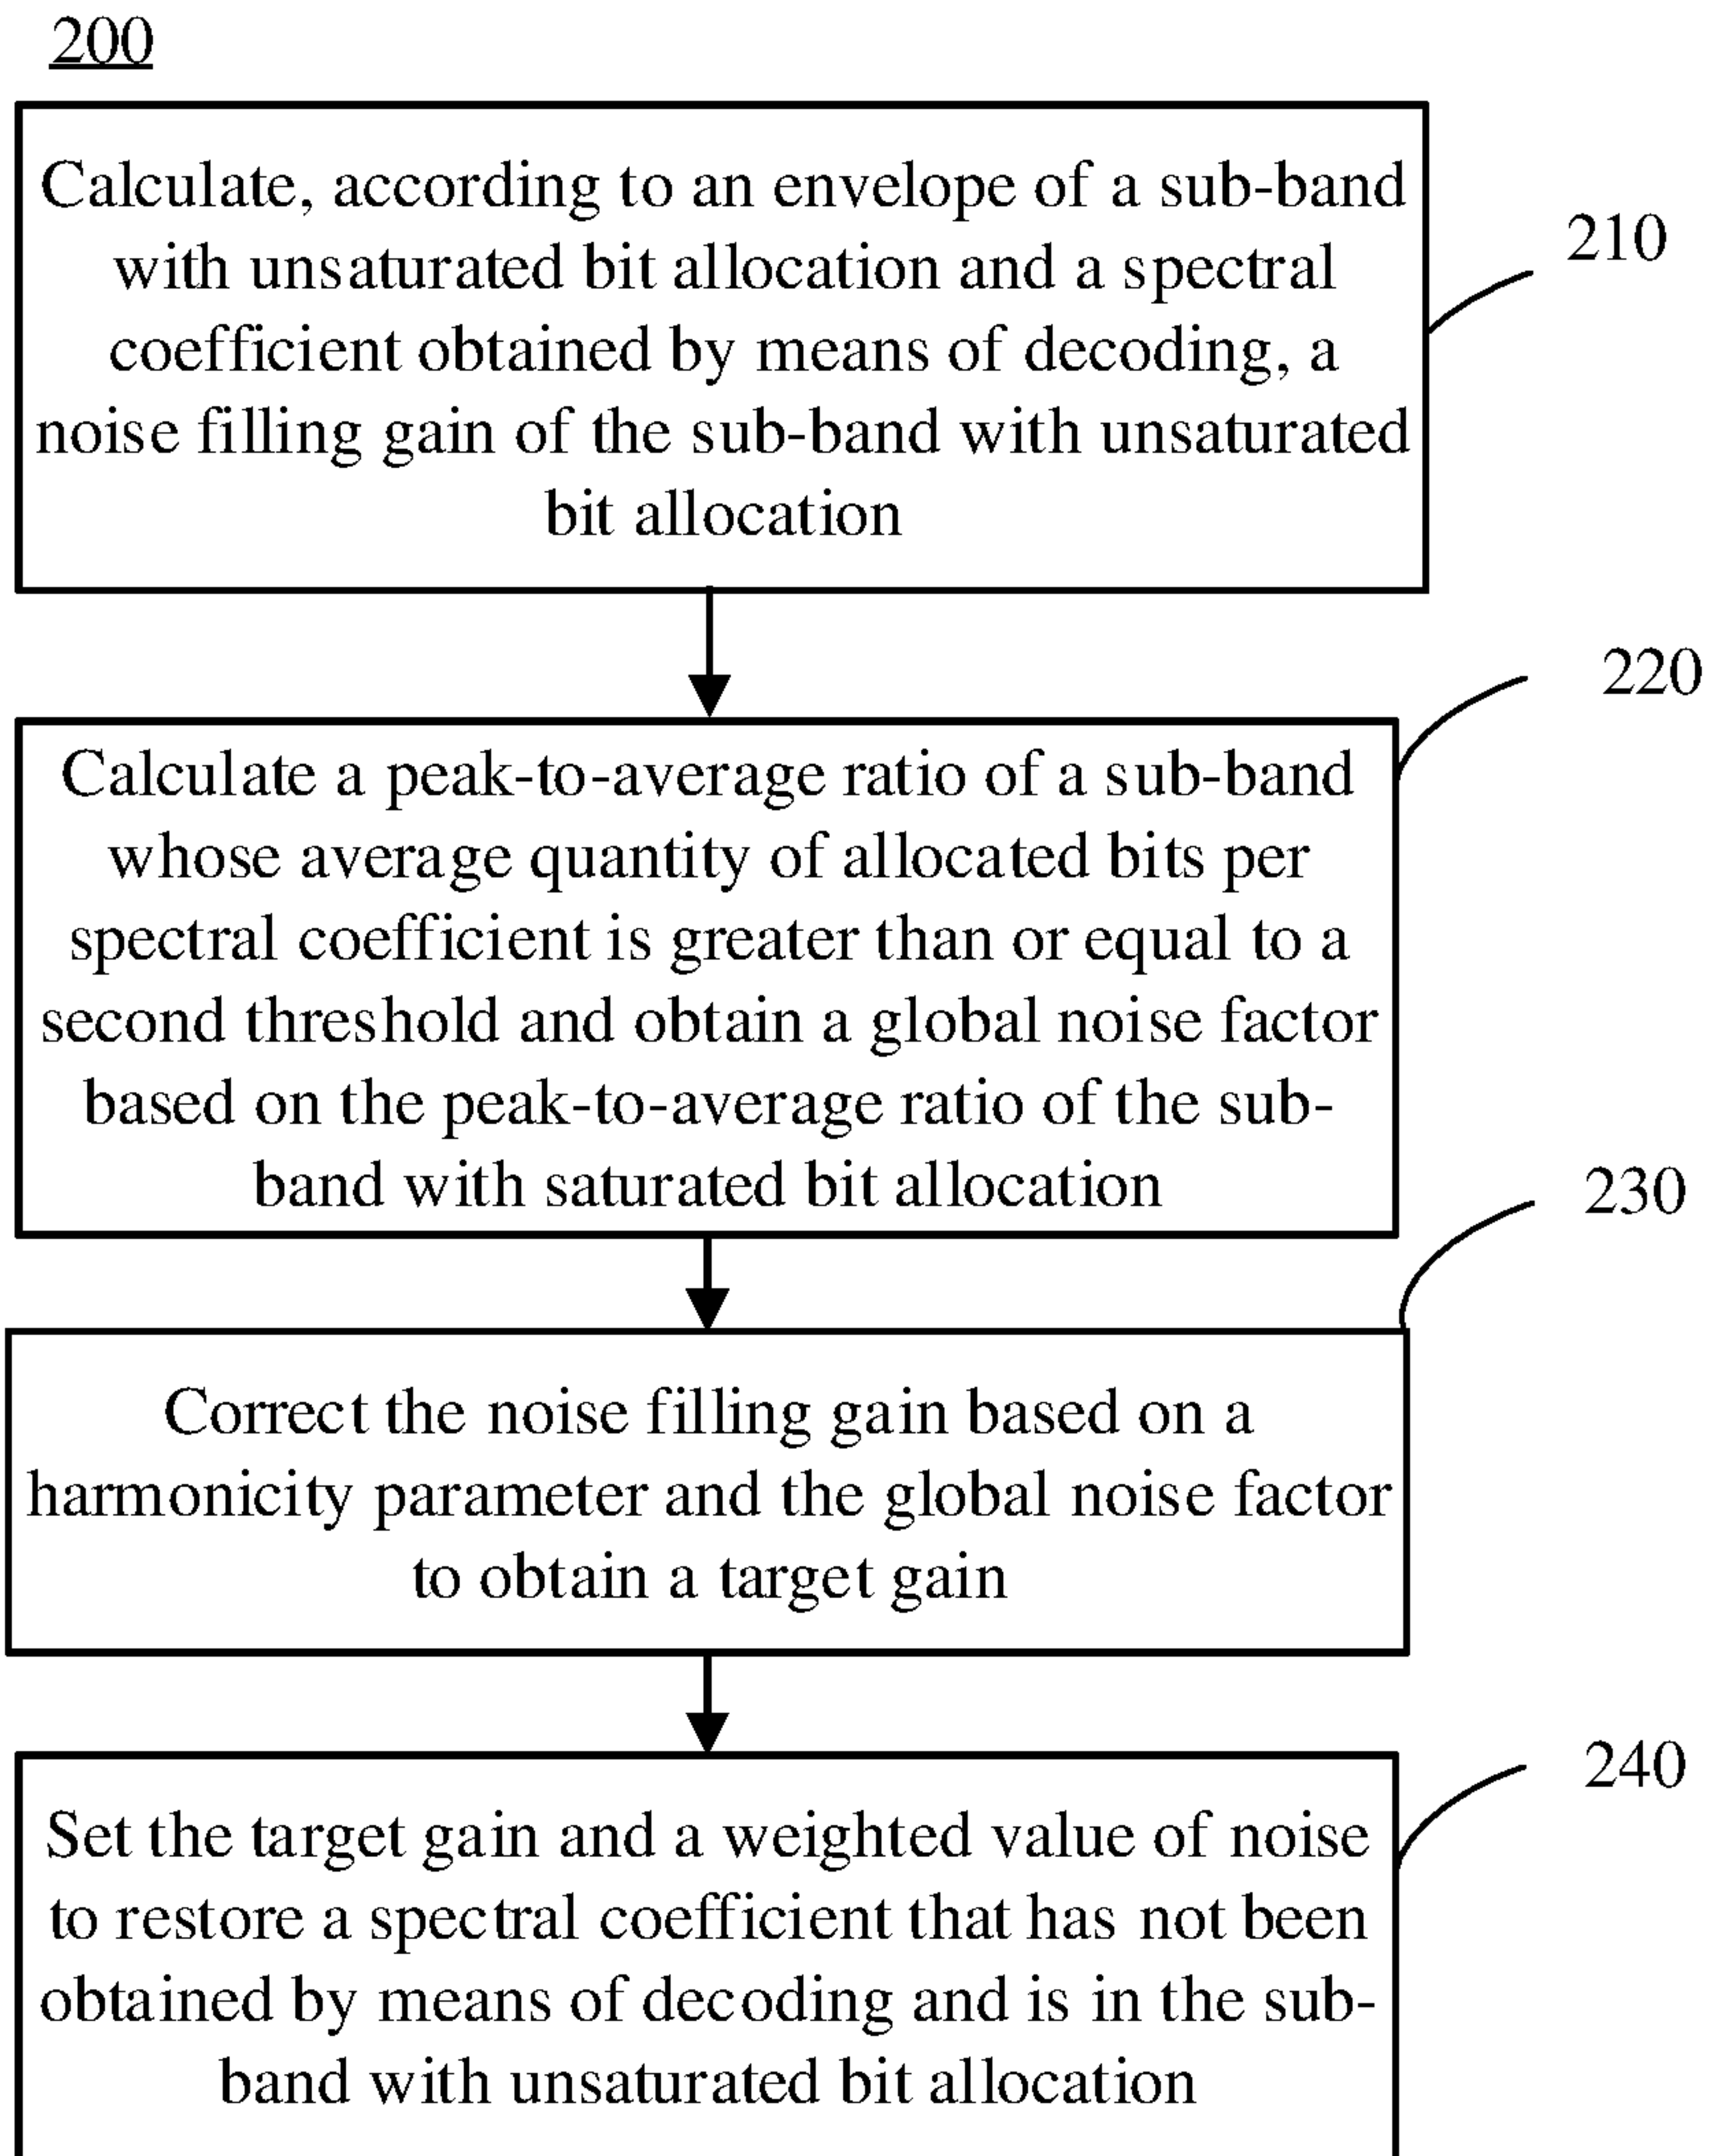 200
Calculate, according to an envelope of a sub-band
with unsaturated bit allocation and a spectral
coefficient obtained by means of decoding, a
noise filling gain of the sub-band with unsaturated
bit allocation
210
Calculate a peak-to-average ratio of a sub-band
whose average quantity of allocated bits per
spectral coefficient is greater than or equal to a
second threshold and obtain a global noise factor
based on the peak-to-average ratio of the sub-
band with saturated bit allocation
220
Correct the noise filling gain based on a
harmonicity parameter and the global noise factor
to obtain a target gain
230
Set the target gain and a weighted value of noise
to restore a spectral coefficient that has not been
obtained by means of decoding and is in the sub-
band with unsaturated bit allocation
240